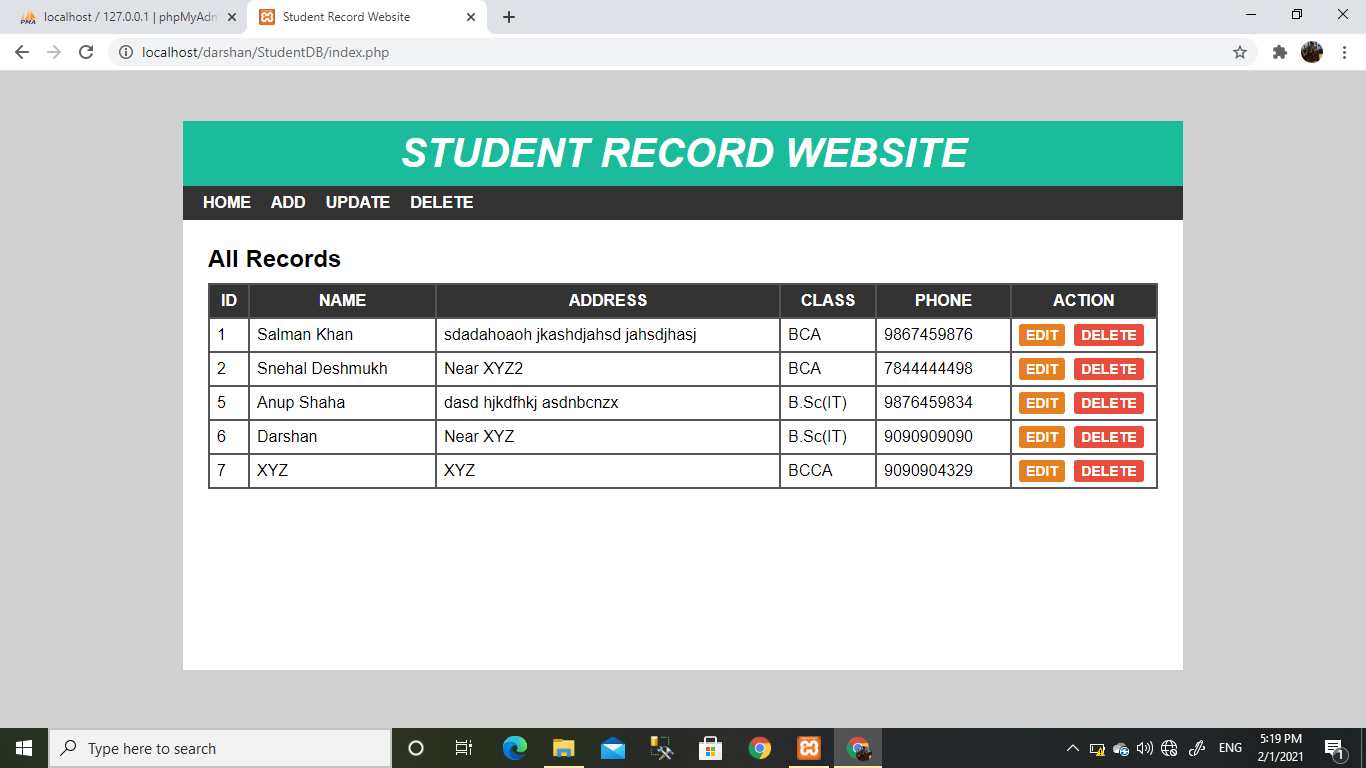 localhost / 127.0.0.1 | phpMyAdm
Student Record Website
localhost/darshan/StudentDB/index.php
STUDENT RECORD WEBSITE
HOME ADD UPDATE DELETE
All Records
ID NAME ADDRESS CLASS PHONE ACTION
1 Salman Khan sdadahoaoh jkashdjahsd jahsdjhasj BCA 9867459876 EDIT DELETE
2 Snehal Deshmukh Near XYZ2 BCA 7844444498 EDIT DELETE
5 Anup Shaha dasd hjkdfhkj asdnbcnzx B.Sc(IT) 9876459834 EDIT DELETE
6 Darshan Near XYZ B.Sc(IT) 9090909090 EDIT DELETE
7 XYZ XYZ BCCA 9090904329 EDIT DELETE
Type here to search
ENG
5:19 PM
2/1/2021
1